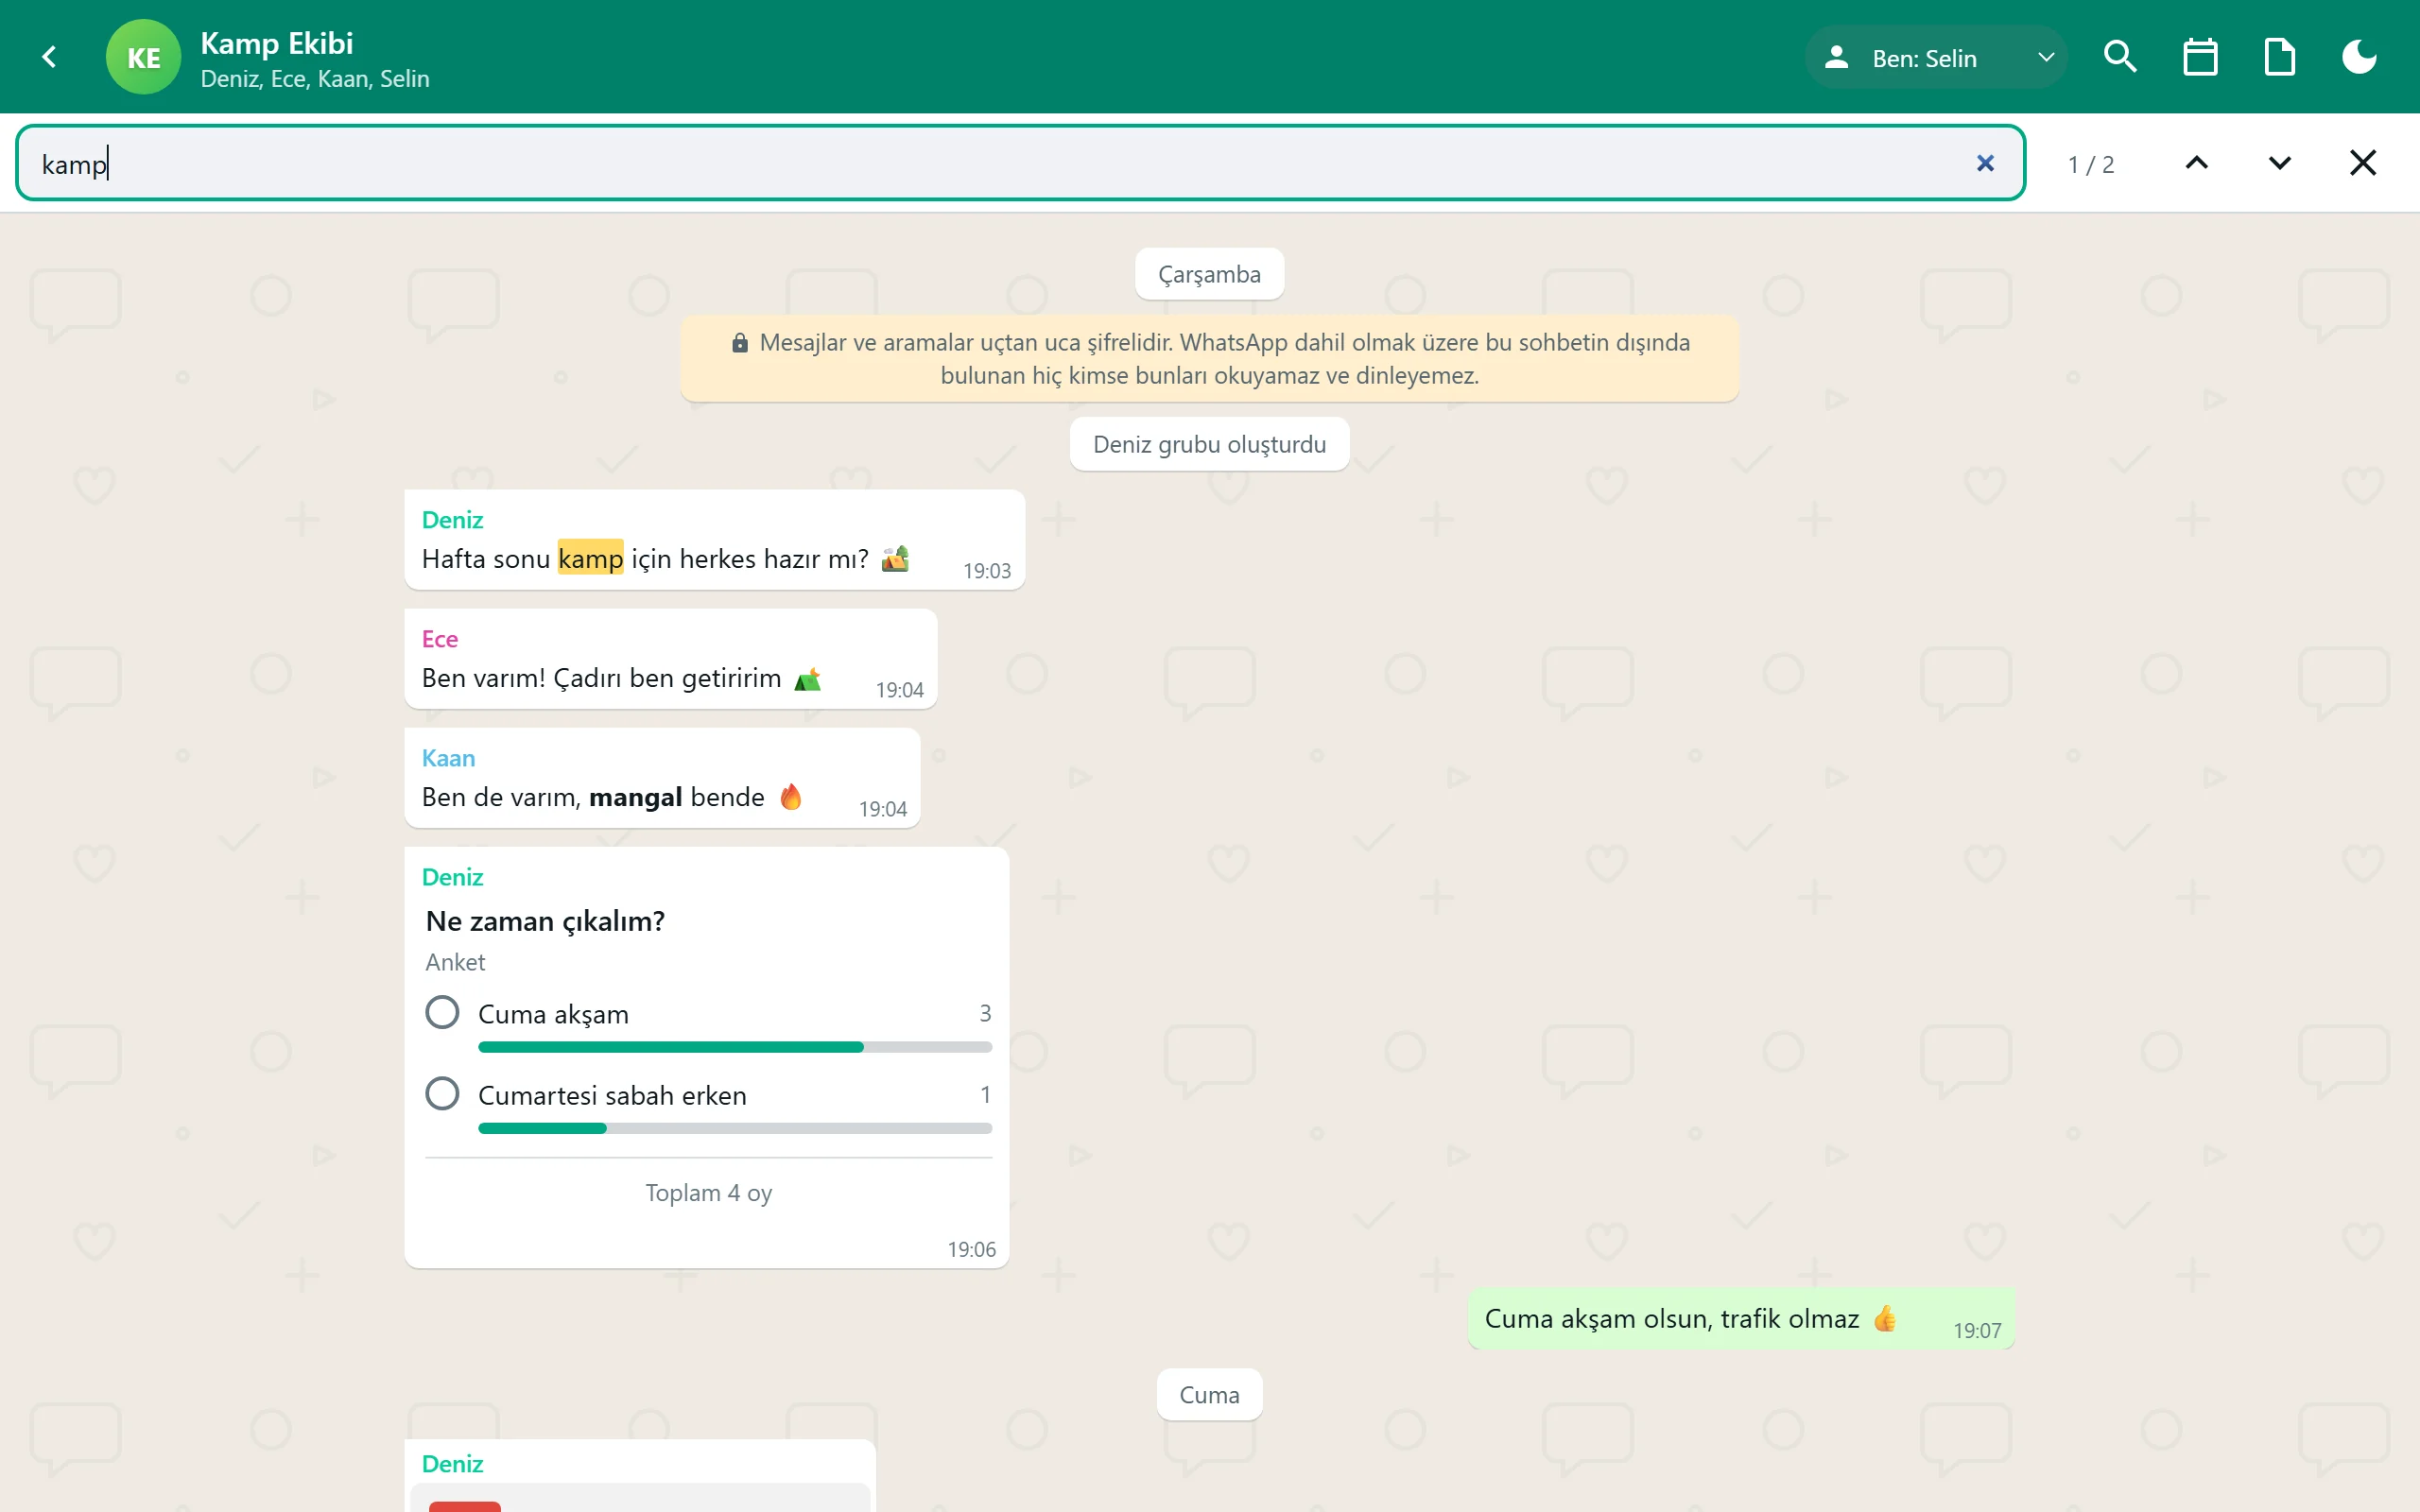 KE
Kamp Ekibi
Deniz, Ece, Kaan, Selin
Ben: Selin
kamp
1 / 2
Çarşamba
Mesajlar ve aramalar uçtan uca şifrelidir. WhatsApp dahil olmak üzere bu sohbetin dışında
bulunan hiç kimse bunları okuyamaz ve dinleyemez.
Deniz grubu oluşturdu
Deniz
Hafta sonu kamp için herkes hazır mı? 🏕️
19:03
Ece
Ben varım! Çadırı ben getiririm ⛺
19:04
Kaan
Ben de varım, mangal bende 🔥
19:04
Deniz
Ne zaman çıkalım?
Anket
Cuma akşam 3
Cumartesi sabah erken 1
Toplam 4 oy
19:06
Cuma akşam olsun, trafik olmaz 👍
19:07
Cuma
Deniz